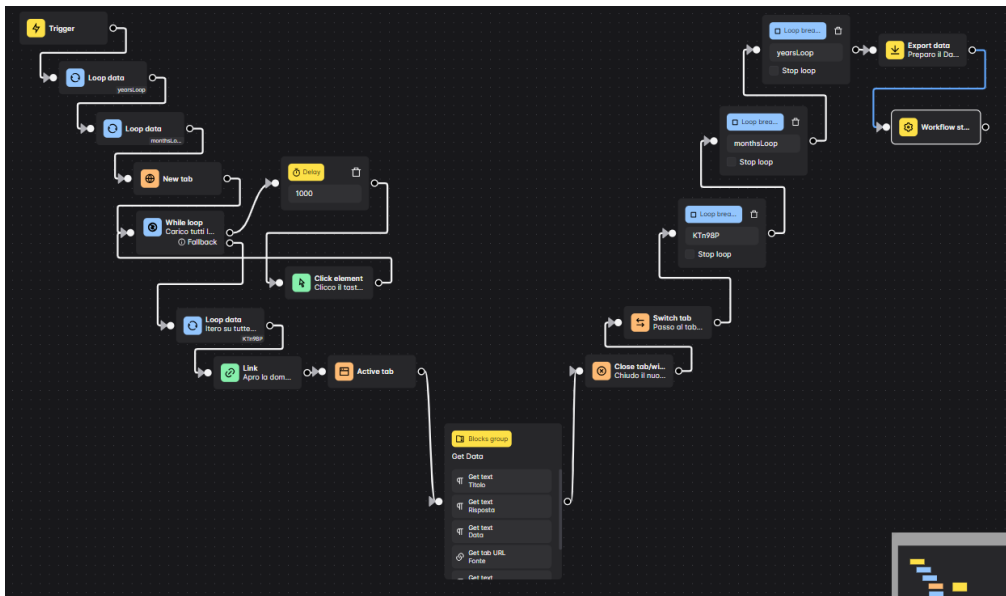 Trigger
Loop data
yearsLoop
Loop data
monthsLo...
New tab
Delay
1000
While loop
Carico tutti l...
Fallback
Click element
Clicco il tast...
Loop data
Itero su tutte...
KTn9BP
Link
Apro la dom...
Active tab
Blocks group
Get Data
Get text
Titolo
Get text
Risposta
Get text
Data
Get tab URL
Fonte
Get text
Close tab/wi...
Chiudo il nuo...
Switch tab
Passo al tab...
Loop brea...
KTn9BP
Stop loop
Loop brea...
monthsLoop
Stop loop
Loop brea...
yearsLoop
Stop loop
Export data
Preparo il Da...
Workflow st...